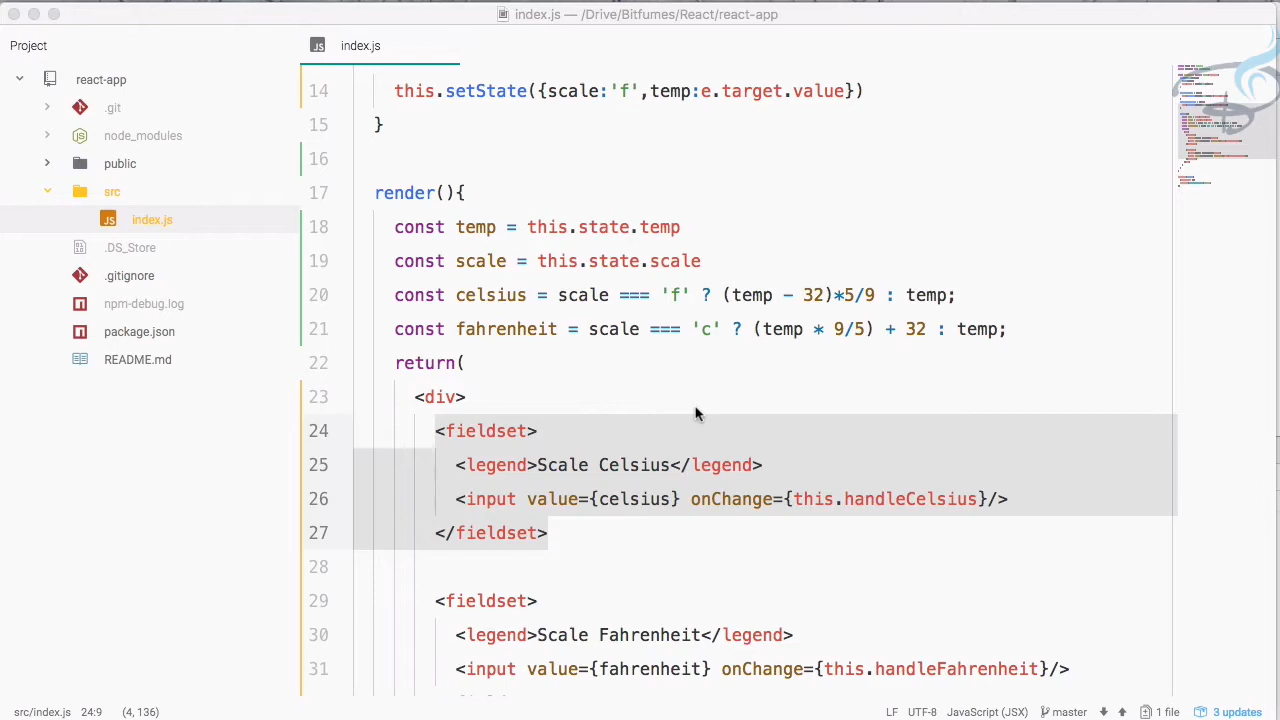 index.js — /Drive/Bitfumes/React/react-app
Project
JS index.js
react-app
.git
node_modules
public
src
JS index.js
.DS_Store
.gitignore
npm-debug.log
package.json
README.md
14 this.setState({scale:'f',temp:e.target.value})
15 }
16
17 render(){
18 const temp = this.state.temp
19 const scale = this.state.scale
20 const celsius = scale === 'f' ? (temp - 32)*5/9 : temp;
21 const fahrenheit = scale === 'c' ? (temp * 9/5) + 32 : temp;
22 return(
23 <div>
24 <fieldset>
25 <legend>Scale Celsius</legend>
26 <input value={celsius} onChange={this.handleCelsius}/>
27 </fieldset>
28
29 <fieldset>
30 <legend>Scale Fahrenheit</legend>
31 <input value={fahrenheit} onChange={this.handleFahrenheit}/>
src/index.js 24:9 (4, 136)
LF UTF-8 JavaScript (JSX) master 1 file 3 updates